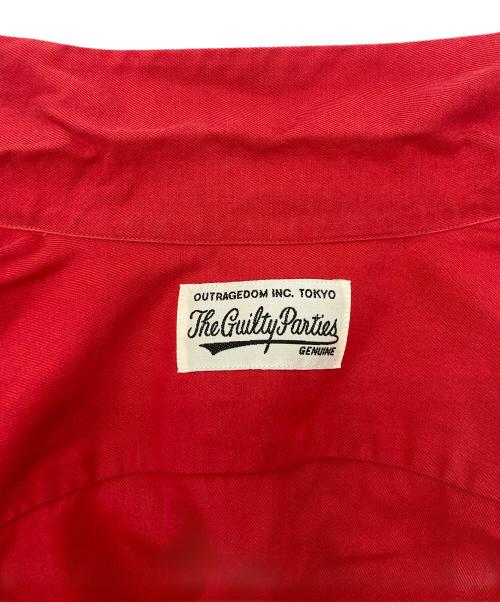 OUTRAGEDOM INC. TOKYO
The Guilty Parties
GENUINE